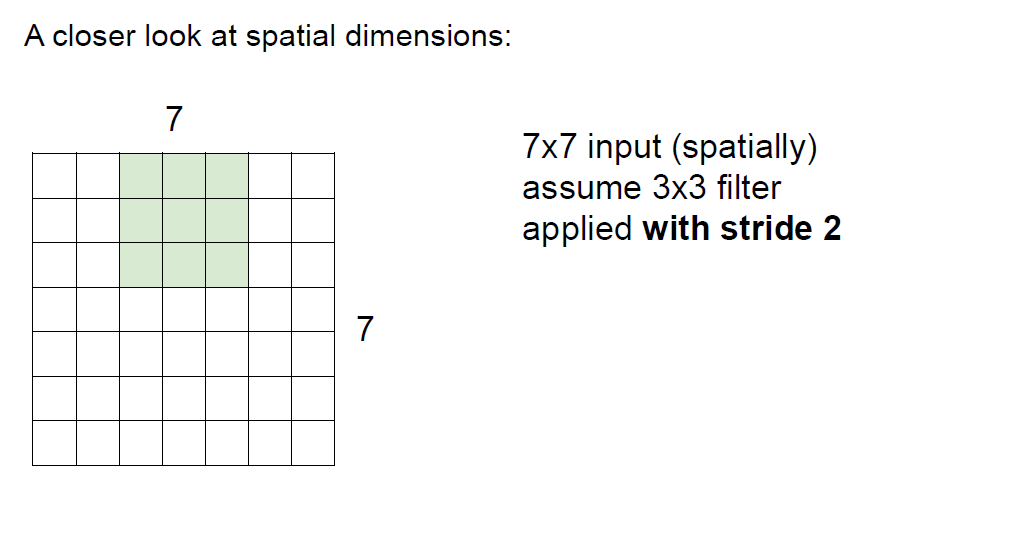 A closer look at spatial dimensions:
7
7x7 input (spatially)
assume 3x3 filter
applied with stride 2
7